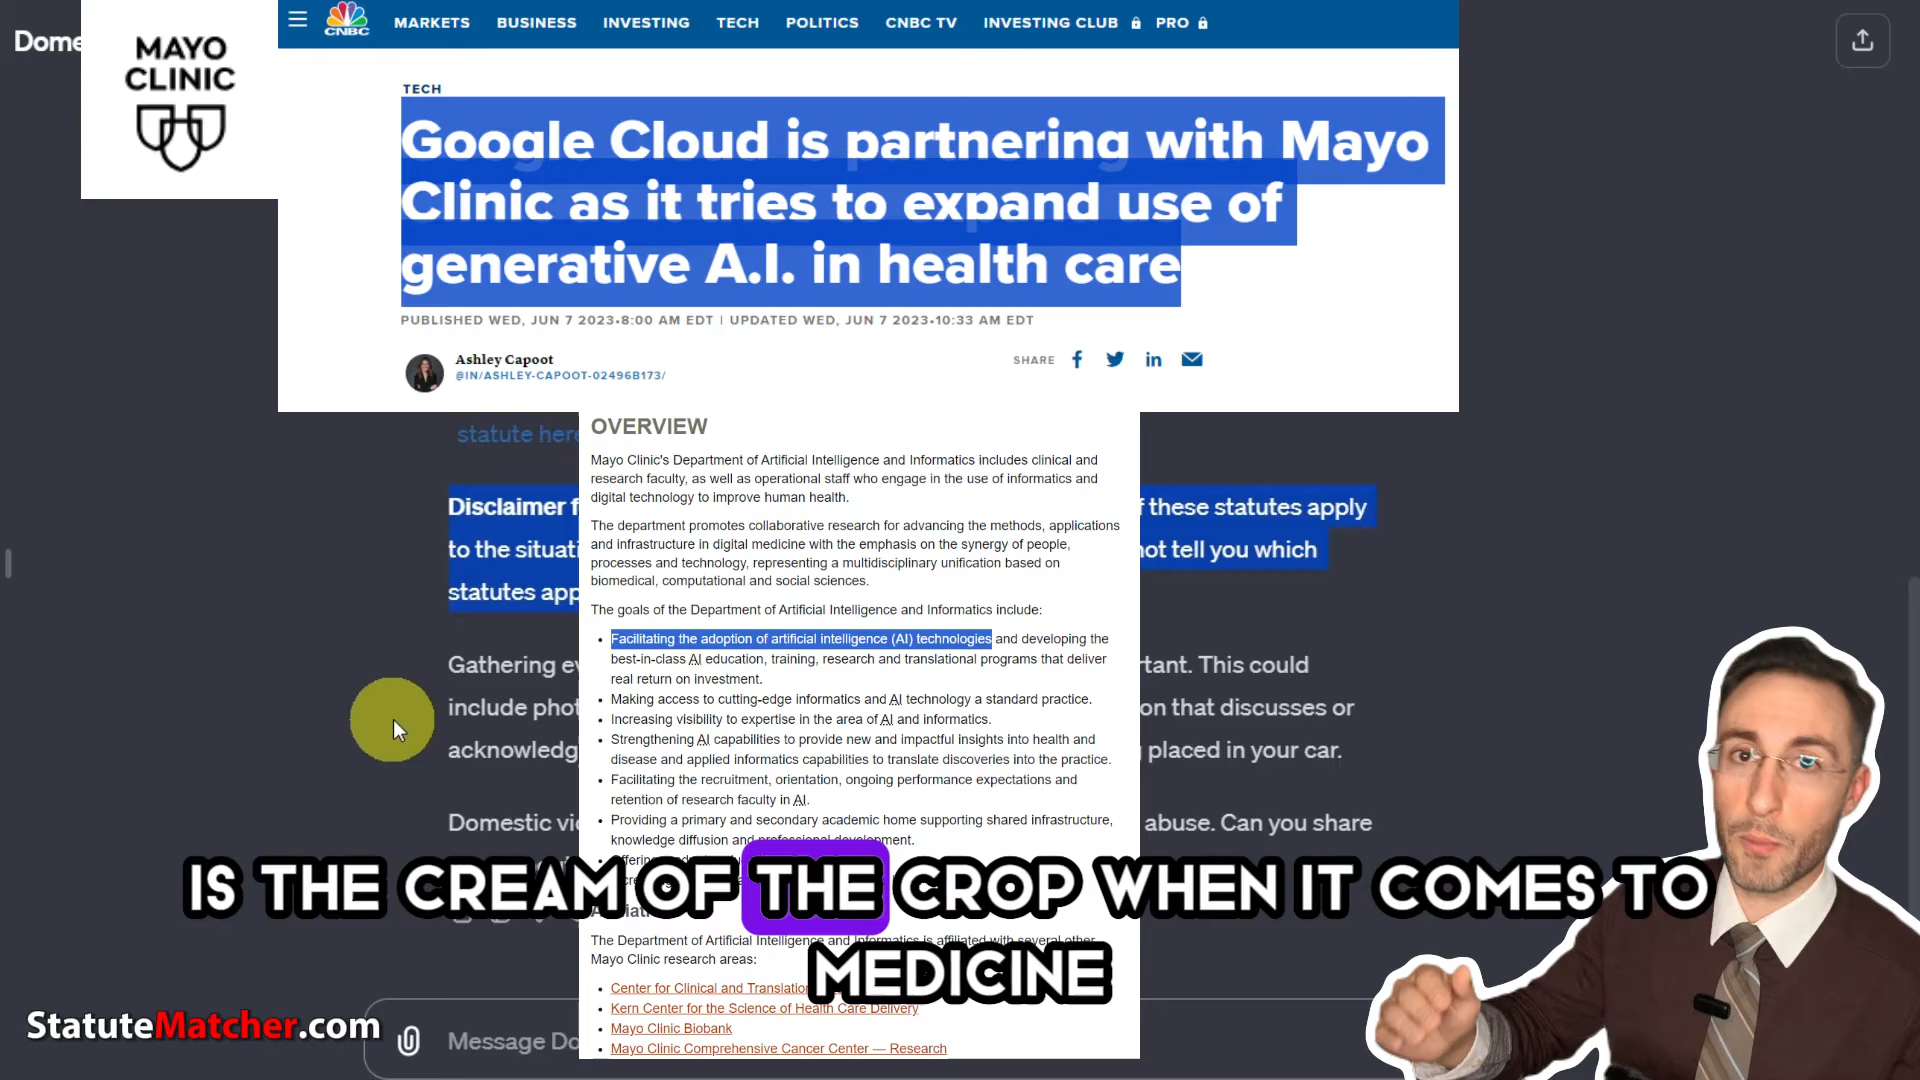 Dome
MAYO
CLINIC
CNBC
MARKETS BUSINESS INVESTING TECH POLITICS CNBC TV INVESTING CLUB PRO
TECH
Google Cloud is partnering with Mayo
Clinic as it tries to expand use of
generative A.I. in health care
PUBLISHED WED, JUN 7 2023•8:00 AM EDT | UPDATED WED, JUN 7 2023•10:33 AM EDT
Ashley Capoot
@IN/ASHLEY-CAPOOT-02496B173/
SHARE
statute here
OVERVIEW
Mayo Clinic's Department of Artificial Intelligence and Informatics includes clinical and
research faculty, as well as operational staff who engage in the use of informatics and
digital technology to improve human health.
The department promotes collaborative research for advancing the methods, applications
and infrastructure in digital medicine with the emphasis on the synergy of people,
processes and technology, representing a multidisciplinary unification based on
biomedical, computational and social sciences.
The goals of the Department of Artificial Intelligence and Informatics include:
• Facilitating the adoption of artificial intelligence (AI) technologies and developing the
best-in-class AI education, training, research and translational programs that deliver
real return on investment.
• Making access to cutting-edge informatics and AI technology a standard practice.
• Increasing visibility to expertise in the area of AI and informatics.
• Strengthening AI capabilities to provide new and impactful insights into health and
disease and applied informatics capabilities to translate discoveries into the practice.
• Facilitating the recruitment, orientation, ongoing performance expectations and
retention of research faculty in AI.
• Providing a primary and secondary academic home supporting shared infrastructure,
knowledge diffusion and professional development.
The Department of Artificial Intelligence and Informatics is affiliated with several other
Mayo Clinic research areas:
• Center for Clinical and Translation
• Kern Center for the Science of Health Care Delivery
• Mayo Clinic Biobank
• Mayo Clinic Comprehensive Cancer Center — Research
Disclaimer f these statutes apply
to the situati not tell you which
statutes app
Gathering ev rtant. This could
include phot on that discusses or
acknowledg placed in your car.
Domestic vi abuse. Can you share
IS THE CREAM OF THE CROP WHEN IT COMES TO
MEDICINE
StatuteMatcher.com
Message Do